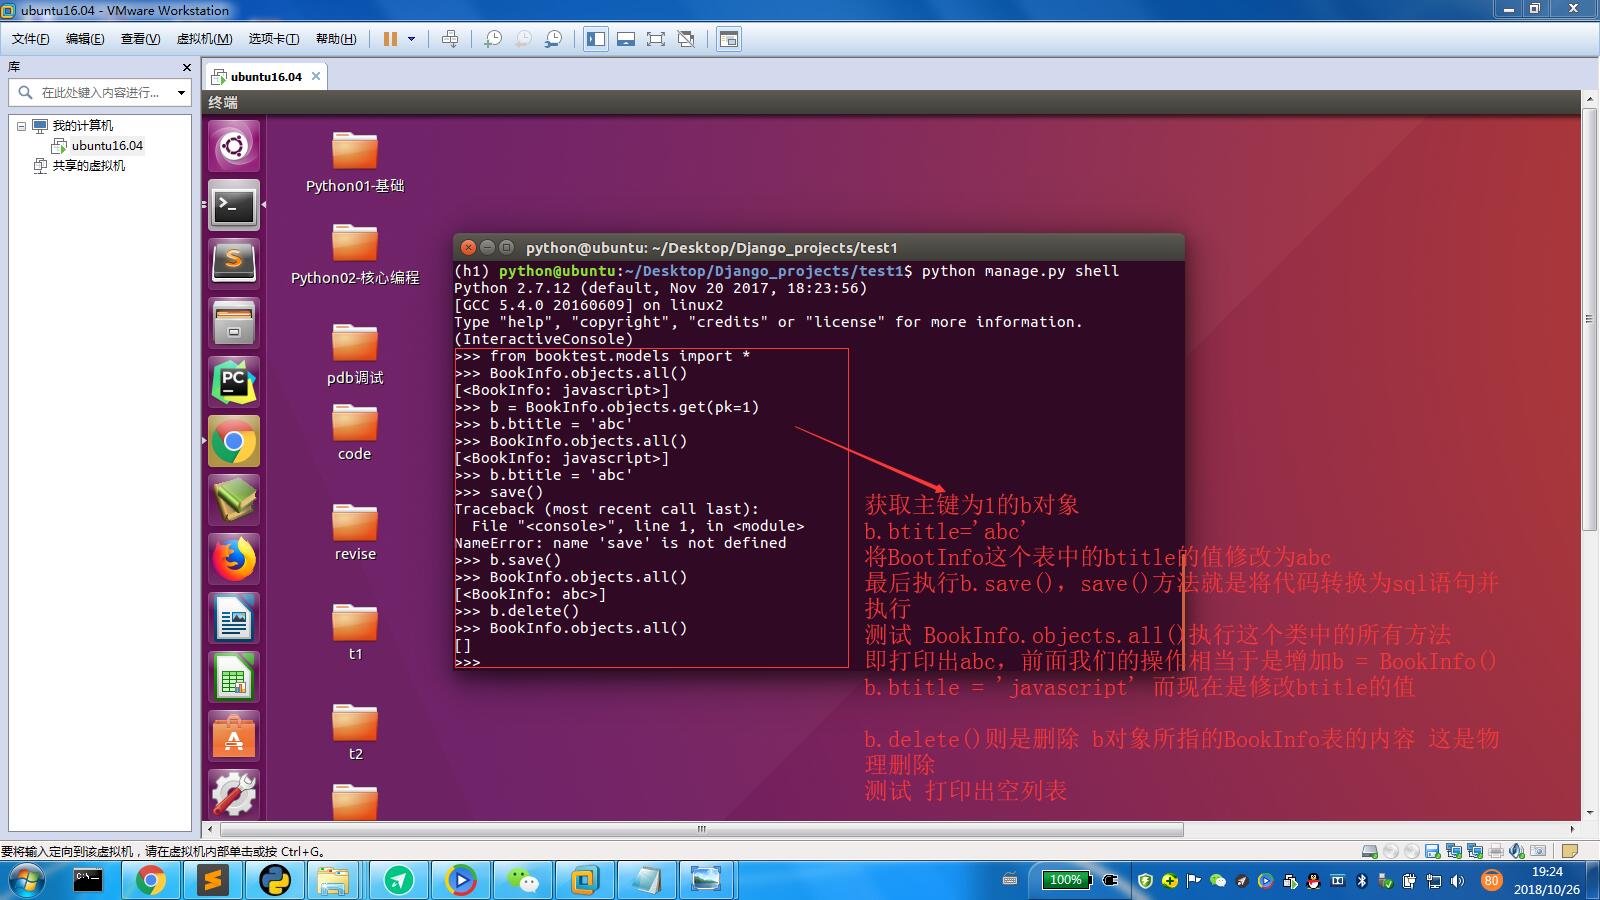 ubuntu16.04 - VMware Workstation
文件(F) 编辑(E) 查看(V) 虚拟机(M) 选项卡(T) 帮助(H)
库
在此处键入内容进行...
我的计算机
ubuntu16.04
共享的虚拟机
ubuntu16.04
终端
Python01-基础
Python02-核心编程
pdb调试
code
revise
t1
t2
python@ubuntu: ~/Desktop/Django_projects/test1
(h1) python@ubuntu:~/Desktop/Django_projects/test1$ python manage.py shell
Python 2.7.12 (default, Nov 20 2017, 18:23:56)
[GCC 5.4.0 20160609] on linux2
Type "help", "copyright", "credits" or "license" for more information.
(InteractiveConsole)
>>> from booktest.models import *
>>> BookInfo.objects.all()
[<BookInfo: javascript>]
>>> b = BookInfo.objects.get(pk=1)
>>> b.btitle = 'abc'
>>> BookInfo.objects.all()
[<BookInfo: javascript>]
>>> b.btitle = 'abc'
>>> save()
Traceback (most recent call last):
File "<console>", line 1, in <module>
NameError: name 'save' is not defined
>>> b.save()
>>> BookInfo.objects.all()
[<BookInfo: abc>]
>>> b.delete()
>>> BookInfo.objects.all()
[]
>>>
获取主键为1的b对象
b.btitle='abc'
将BootInfo这个表中的btitle的值修改为abc
最后执行b.save(), save()方法就是将代码转换为sql语句并
执行
测试 BookInfo.objects.all()执行这个类中的所有方法
即打印出abc, 前面我们的操作相当于是增加b = BookInfo()
b.btitle = 'javascript' 而现在是修改btitle的值
b.delete()则是删除 b对象所指的BookInfo表的内容 这是物
理删除
测试 打印出空列表
要将输入定向到该虚拟机，请在虚拟机内部单击或按 Ctrl+G。
100%
80
19:24
2018/10/26